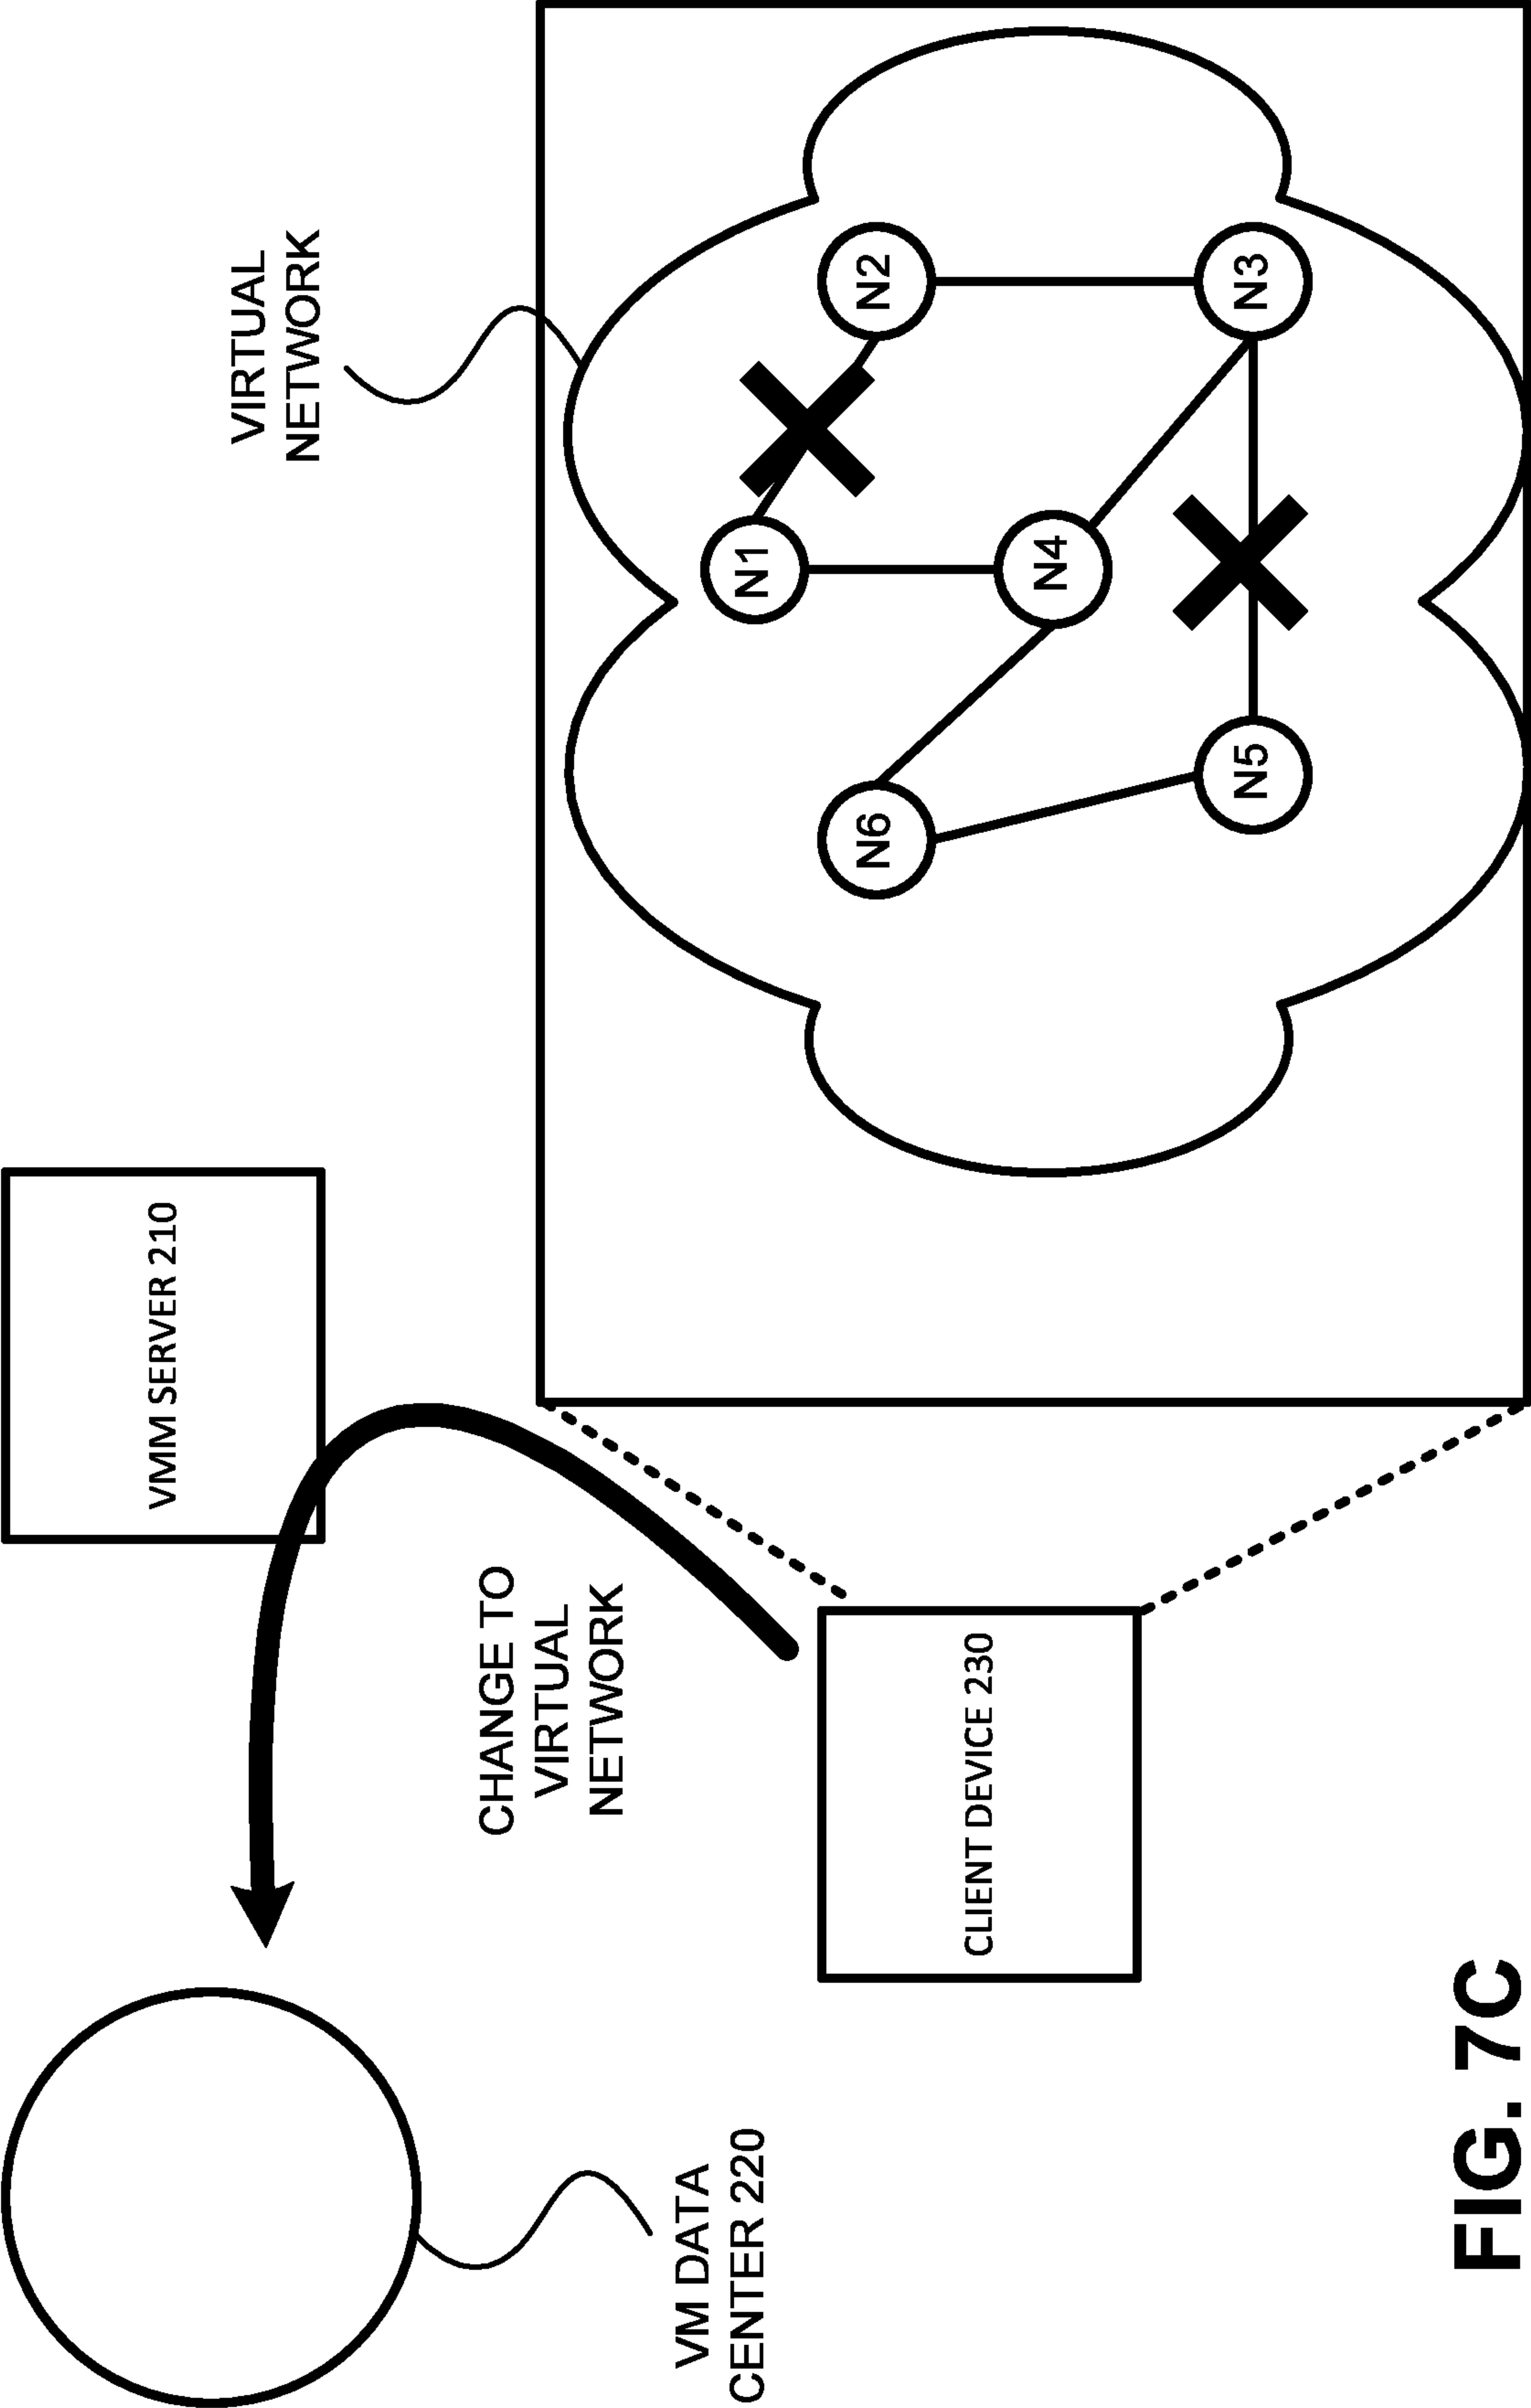 VM DATA
CENTER 220
VMM SERVER 210
CHANGE TO
VIRTUAL
NETWORK
CLIENT DEVICE 230
VIRTUAL
NETWORK
N1
N2
N6
N4
N5
N3
FIG. 7C